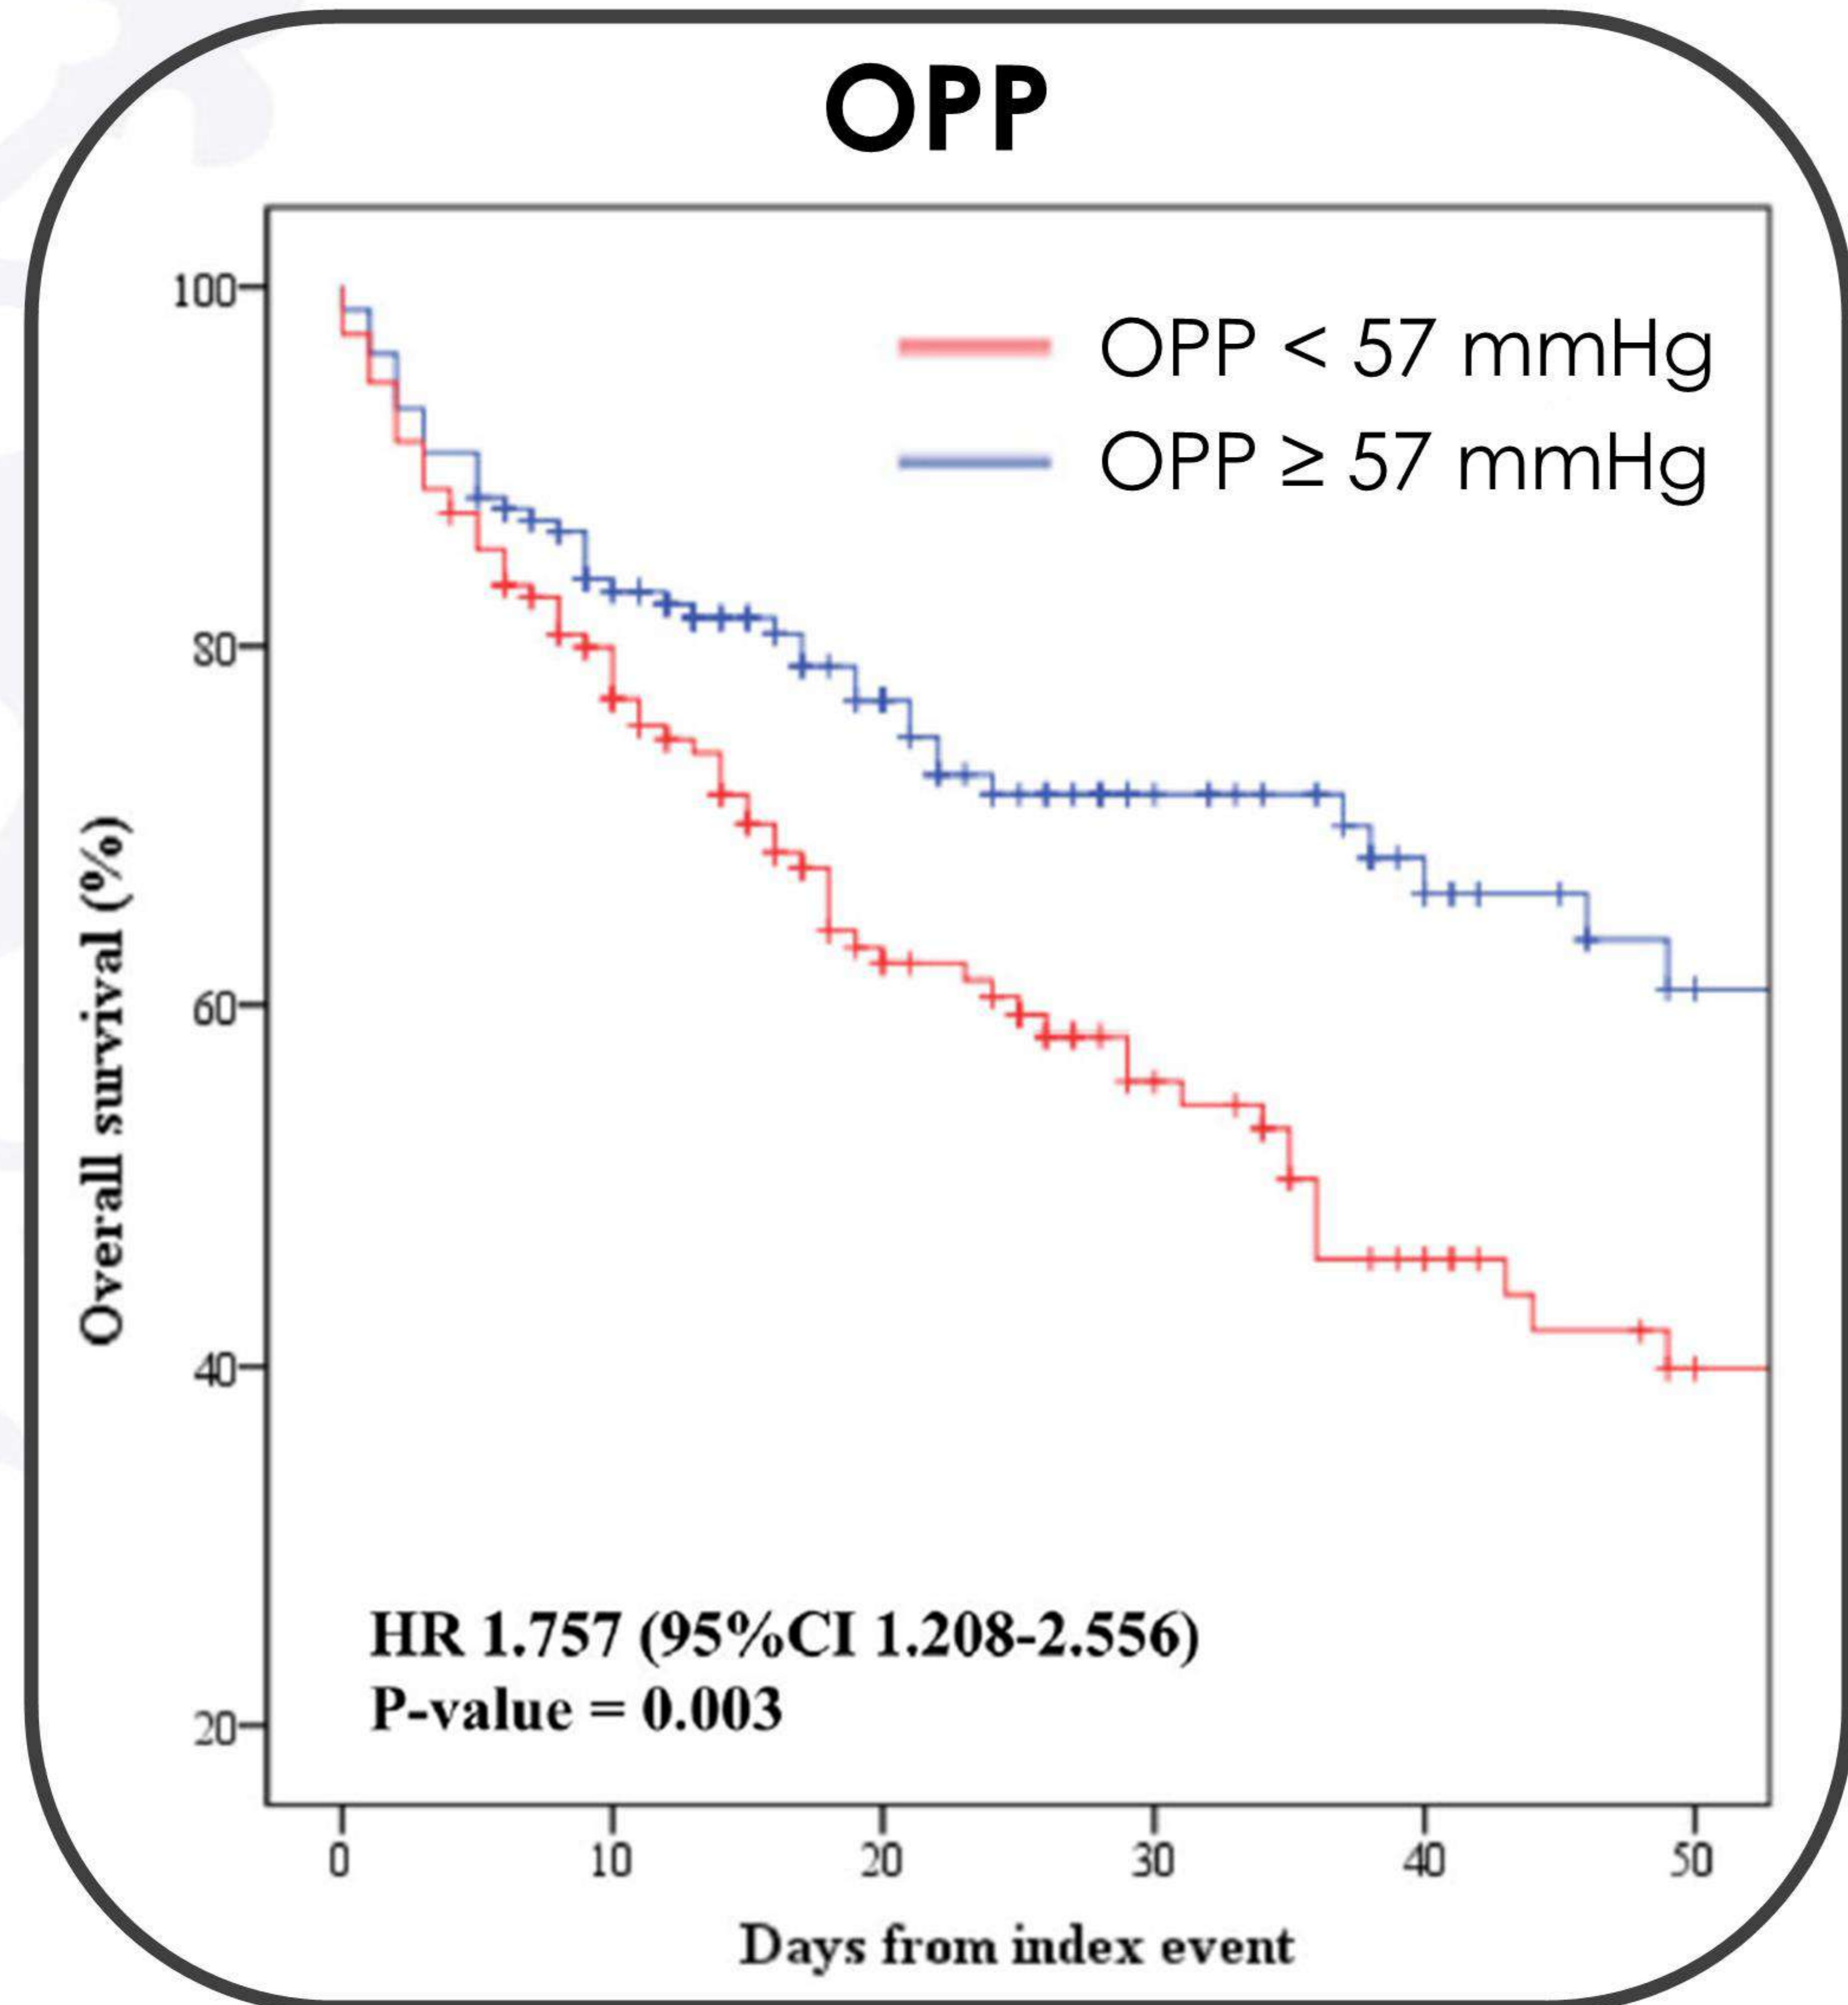 OPP
100
80
60
40
20
Overall survival (%)
OPP < 57 mmHg
OPP ≥ 57 mmHg
HR 1.757 (95%CI 1.208-2.556)
P-value = 0.003
0 10 20 30 40 50
Days from index event